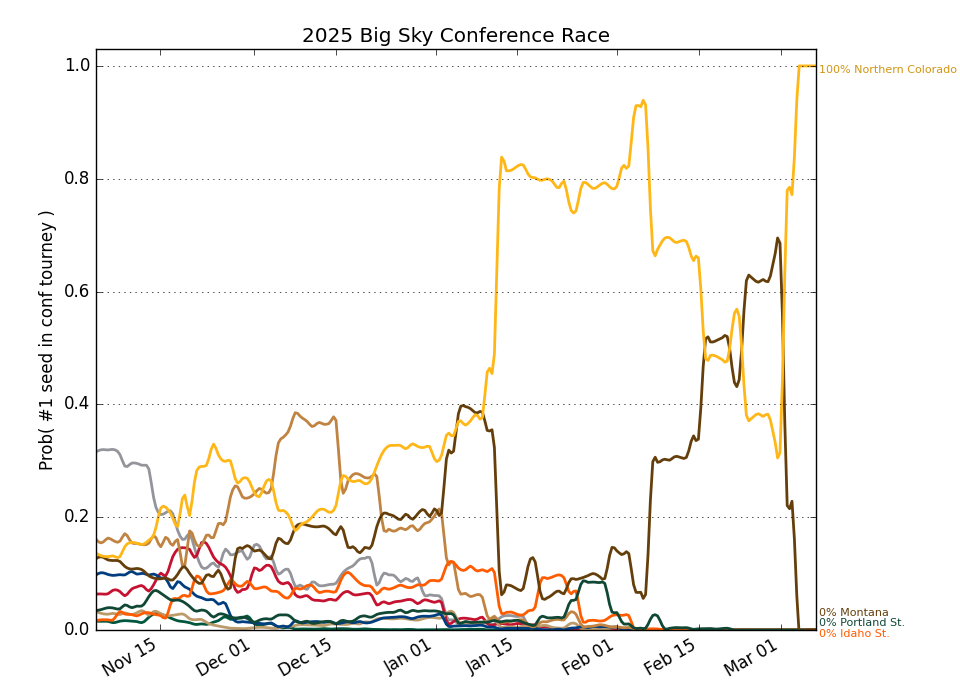 2025 Big Sky Conference Race
Prob( #1 seed in conf tourney )
1.0
0.8
0.6
0.4
0.2
0.0
Nov 15
Dec 01
Dec 15
Jan 01
Jan 15
Feb 01
Feb 15
Mar 01
100% Northern Colorado
0% Montana
0% Portland St.
0% Idaho St.